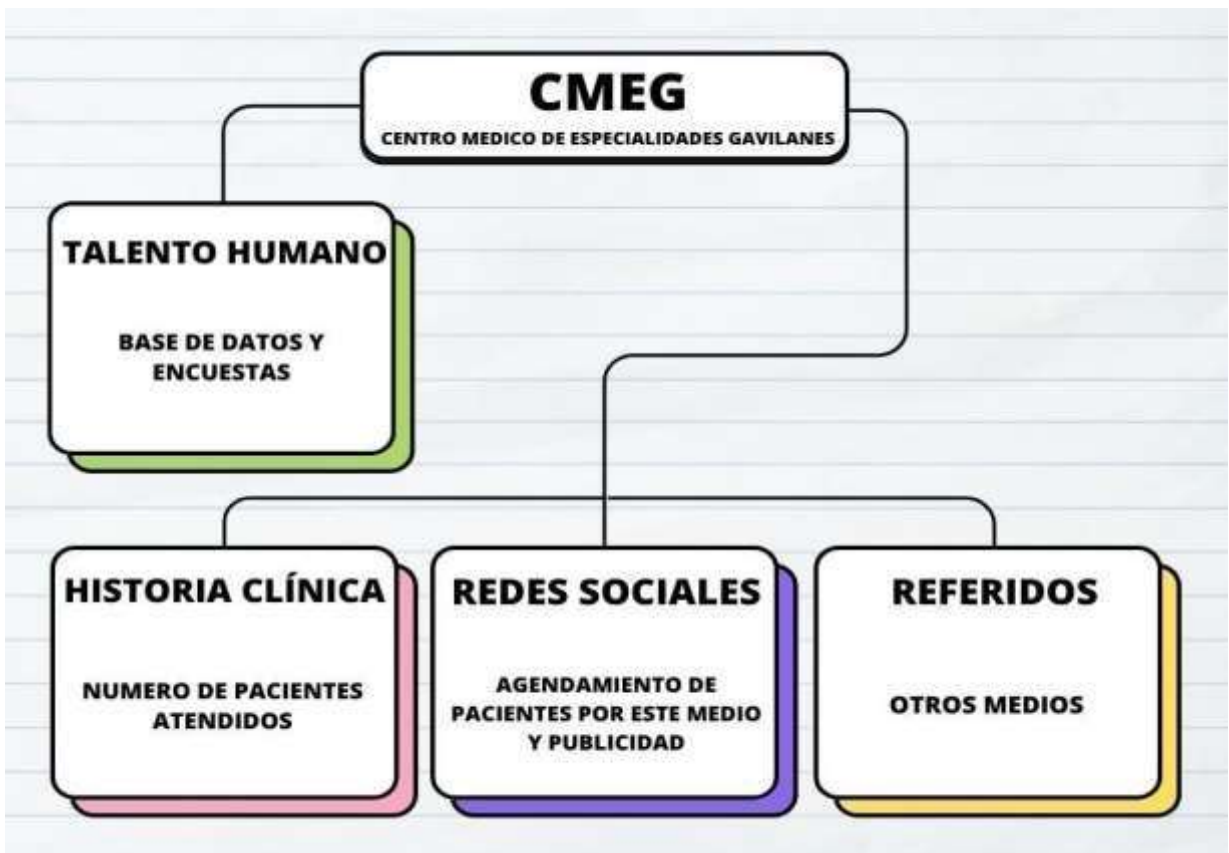 CMEG
CENTRO MEDICO DE ESPECIALIDADES GAVILANES
TALENTO HUMANO
BASE DE DATOS Y
ENCUESTAS
HISTORIA CLÍNICA
NUMERO DE PACIENTES
ATENDIDOS
REDES SOCIALES
AGENDAMIENTO DE
PACIENTES POR ESTE MEDIO
Y PUBLICIDAD
REFERIDOS
OTROS MEDIOS